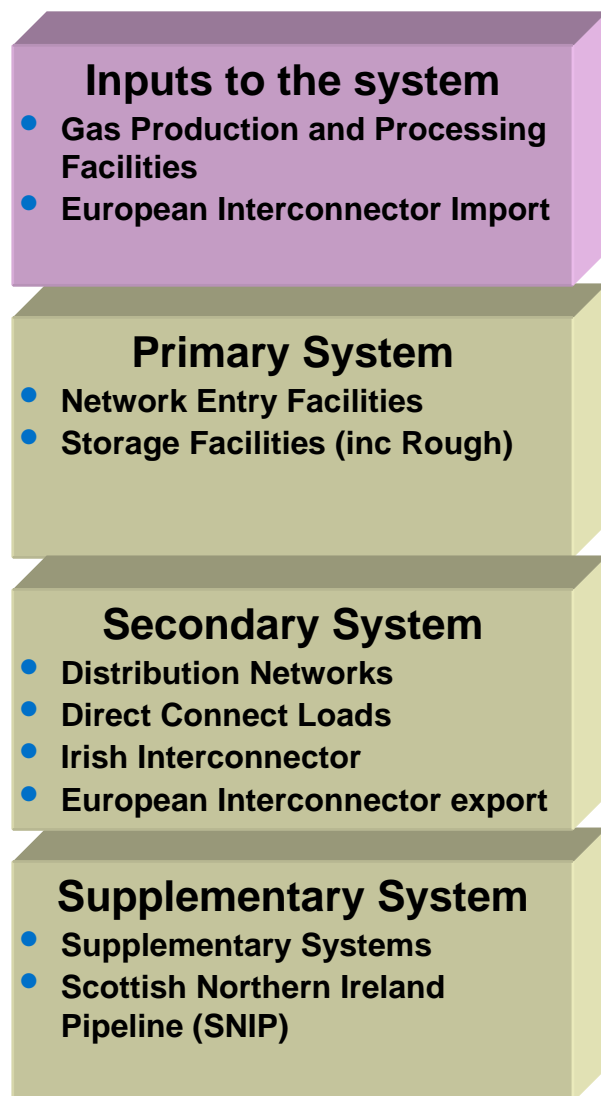 Inputs to the system
• Gas Production and Processing
Facilities
• European Interconnector Import
Primary System
• Network Entry Facilities
• Storage Facilities (inc Rough)
Secondary System
• Distribution Networks
• Direct Connect Loads
• Irish Interconnector
• European Interconnector export
Supplementary System
• Supplementary Systems
• Scottish Northern Ireland
Pipeline (SNIP)